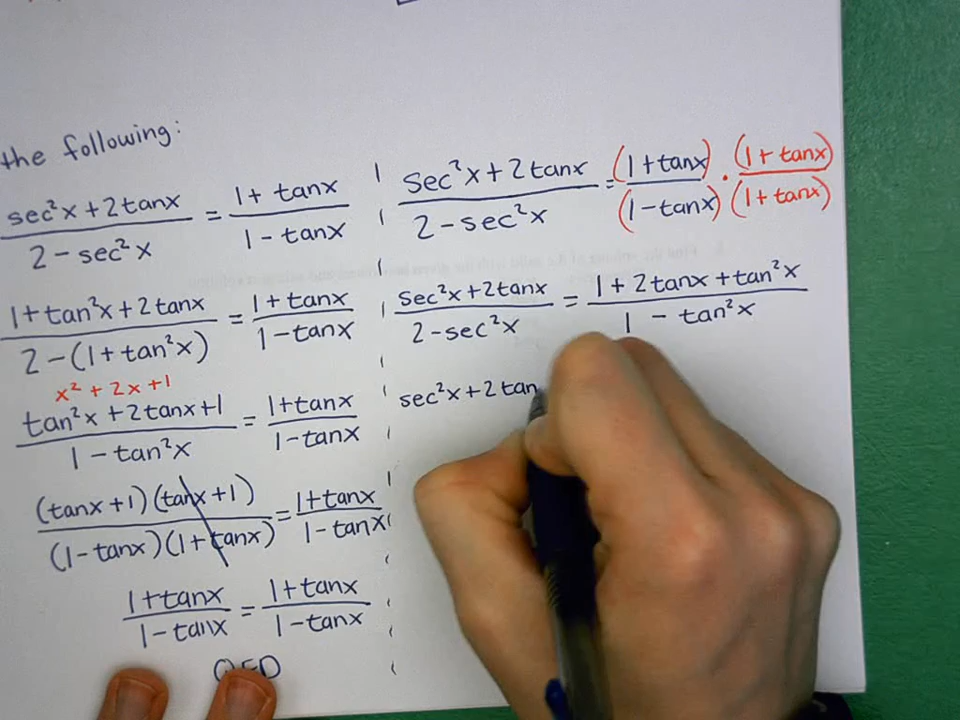 the following:
sec²x + 2tanx / 2 - sec²x = 1 + tanx / 1 - tanx
1 + tan²x + 2tanx / 2 - (1 + tan²x) = 1 + tanx / 1 - tanx
x² + 2x + 1
tan²x + 2tanx + 1 / 1 - tan²x = 1 + tanx / 1 - tanx
(tanx + 1)(tanx + 1) / (1 - tanx)(1 + tanx) = 1 + tanx / 1 - tanx
1 + tanx / 1 - tanx = 1 + tanx / 1 - tanx
QED
sec²x + 2tanx / 2 - sec²x = (1 + tanx) / (1 - tanx) · (1 + tanx) / (1 + tanx)
sec²x + 2tanx / 2 - sec²x = 1 + 2tanx + tan²x / 1 - tan²x
sec²x + 2tan